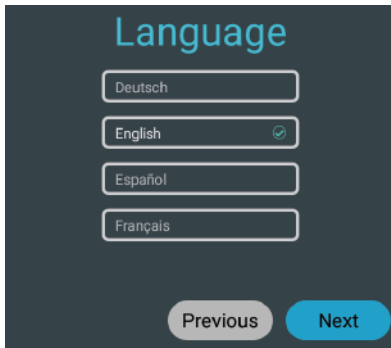 Language
Deutsch
English
Español
Français
Previous Next